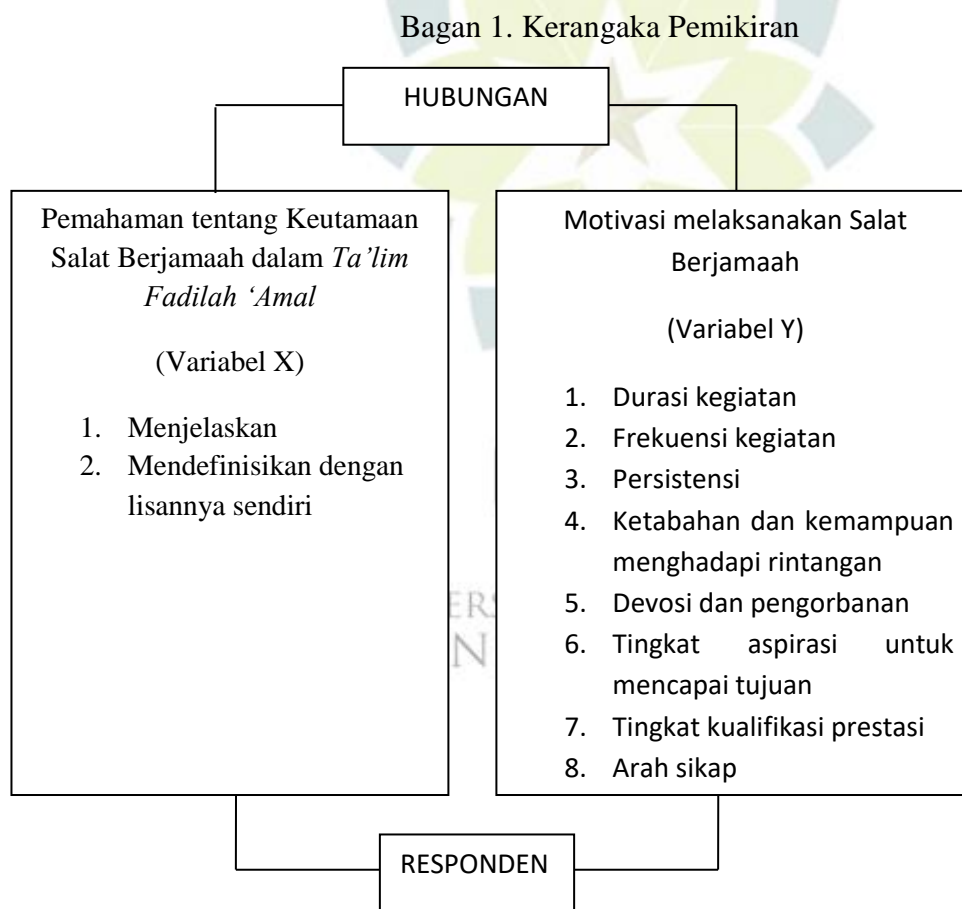 Bagan 1. Kerangaka Pemikiran
HUBUNGAN
Pemahaman tentang Keutamaan
Salat Berjamaah dalam Ta’lim
Fadilah ‘Amal
(Variabel X)
1. Menjelaskan
2. Mendefinisikan dengan
lisannya sendiri
Motivasi melaksanakan Salat
Berjamaah
(Variabel Y)
1. Durasi kegiatan
2. Frekuensi kegiatan
3. Persistensi
4. Ketabahan dan kemampuan
menghadapi rintangan
5. Devosi dan pengorbanan
6. Tingkat aspirasi untuk
mencapai tujuan
7. Tingkat kualifikasi prestasi
8. Arah sikap
RESPONDEN